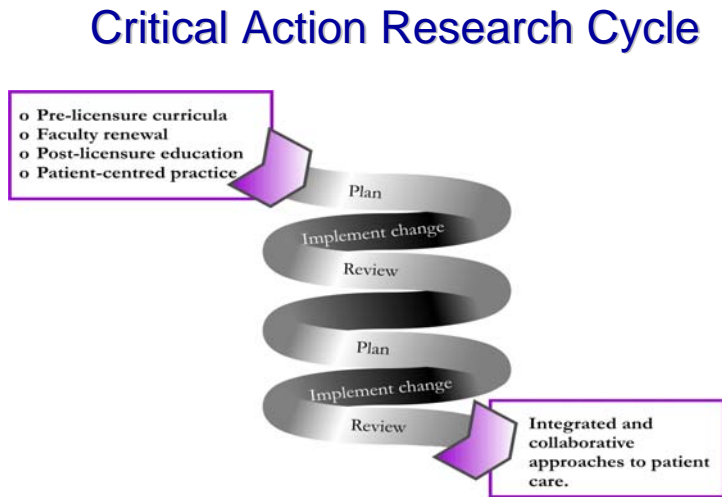 Critical Action Research Cycle
o Pre-licensure curricula
o Faculty renewal
o Post-licensure education
o Patient-centred practice
Plan
Implement change
Review
Plan
Implement change
Review
Integrated and
collaborative
approaches to patient
care.